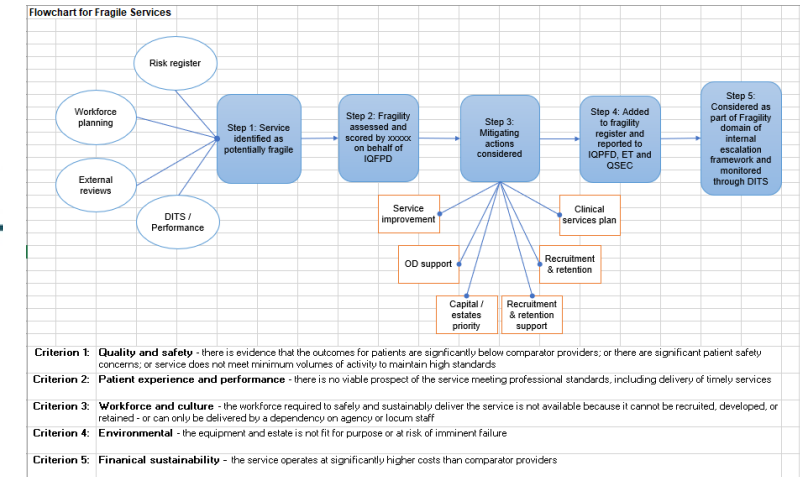 Flowchart for Fragile Services
Risk register
Workforce
planning
External
reviews
DITS /
Performance
Step 1: Service
identified as
potentially fragile
Step 2: Fragility
assessed and
scored by xxxxx
on behalf of
IQFPD
Step 3:
Mitigating
actions
considered
Step 4: Added
to fragility
register and
reported to
IQPFD, ET and
QSEC
Step 5:
Considered as
part of Fragility
domain of
internal
escalation
framework and
monitored
through DITS
Service
improvement
OD support
Capital /
estates
priority
Recruitment
& retention
support
Recruitment
& retention
Clinical
services plan
Criterion 1: Quality and safety - there is evidence that the outcomes for patients are signficantly below comparator providers; or there are significant patient safety
concerns; or service does not meet minimum volumes of activity to maintain high standards
Criterion 2: Patient experience and performance - there is no viable prospect of the service meeting professional standards, including delivery of timely services
Criterion 3: Workforce and culture - the workforce required to safely and sustainably deliver the service is not available because it cannot be recruited, developed, or
retained - or can only be delivered by a dependency on agency or locum staff
Criterion 4: Environmental - the equipment and estate is not fit for purpose or at risk of imminent failure
Criterion 5: Finanical sustainability - the service operates at significantly higher costs than comparator providers